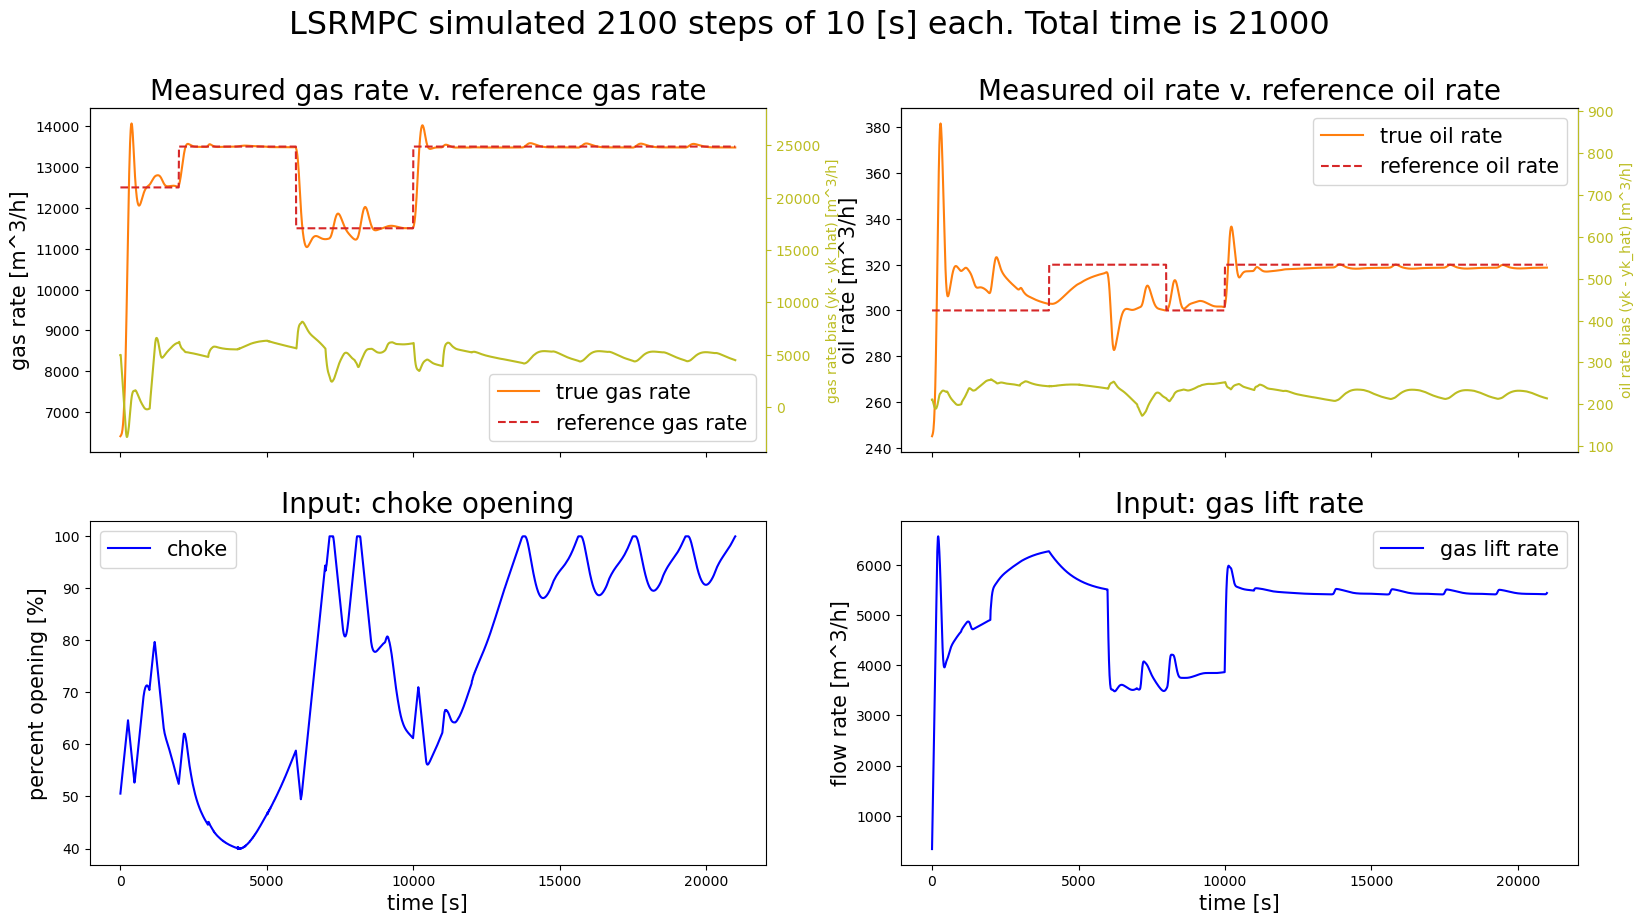 LSRMPC simulated 2100 steps of 10 [s] each. Total time is 21000
Measured gas rate v. reference gas rate
gas rate [m^3/h]
14000
13000
12000
11000
10000
9000
8000
7000
25000
20000
15000
10000
5000
0
gas rate bias (yk - yk_hat) [m^3/h]
true gas rate
reference gas rate
Measured oil rate v. reference oil rate
oil rate [m^3/h]
380
360
340
320
300
280
260
240
900
800
700
600
500
400
300
200
100
oil rate bias (yk - yk_hat) [m^3/h]
true oil rate
reference oil rate
Input: choke opening
percent opening [%]
100
90
80
70
60
50
40
choke
0
5000
10000
15000
20000
time [s]
Input: gas lift rate
flow rate [m^3/h]
6000
5000
4000
3000
2000
1000
gas lift rate
0
5000
10000
15000
20000
time [s]